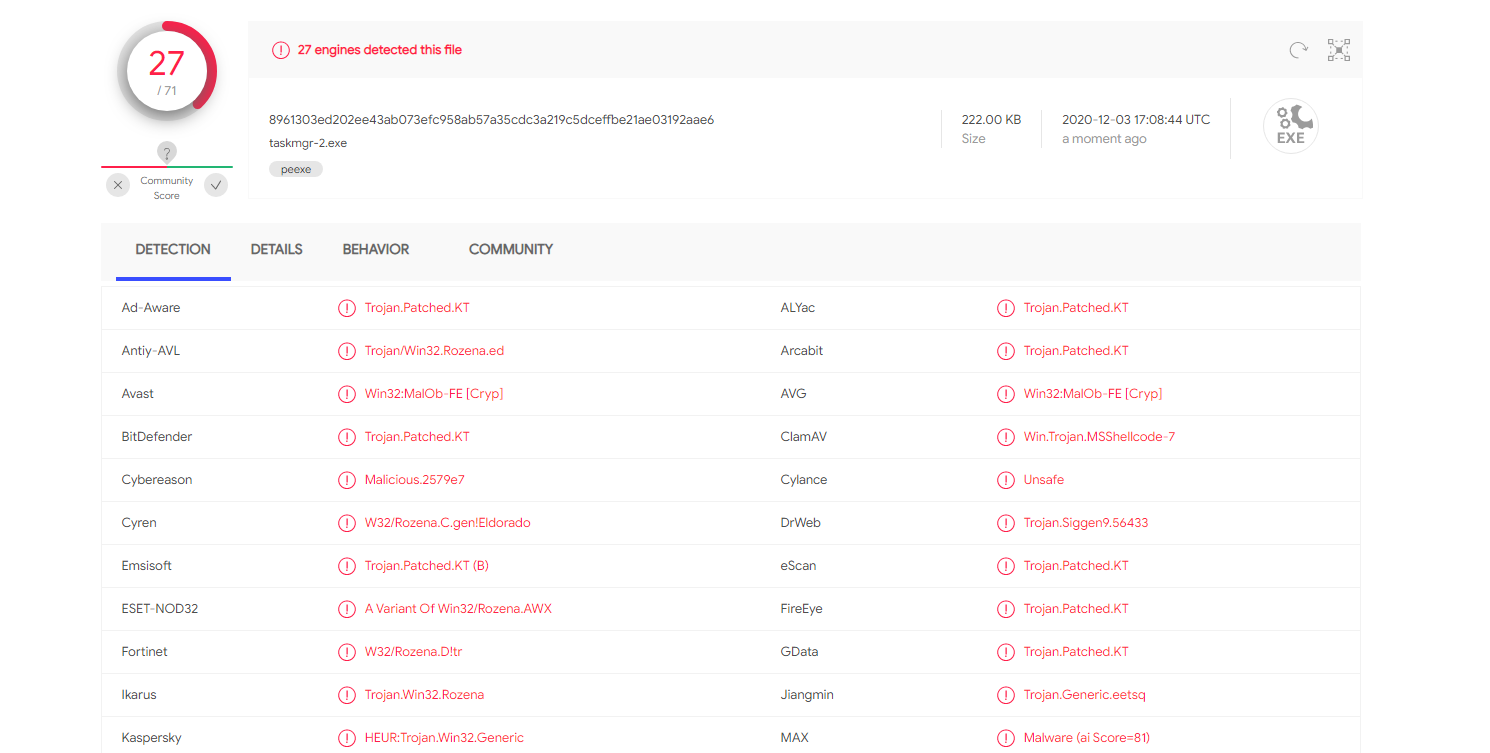 27
/ 71
27 engines detected this file
8961303ed202ee43ab073efc958ab57a35cdc3a219c5dceffbe21ae03192aae6
taskmgr-2.exe
peexe
222.00 KB
Size
2020-12-03 17:08:44 UTC
a moment ago
EXE
?
Community
Score
DETECTION DETAILS BEHAVIOR COMMUNITY
Ad-Aware Trojan.Patched.KT ALYac Trojan.Patched.KT
Antiy-AVL Trojan/Win32.Rozena.ed Arcabit Trojan.Patched.KT
Avast Win32:MalOb-FE [Cryp] AVG Win32:MalOb-FE [Cryp]
BitDefender Trojan.Patched.KT ClamAV Win.Trojan.MSShellcode-7
Cybereason Malicious.2579e7 Cylance Unsafe
Cyren W32/Rozena.C.gen!Eldorado DrWeb Trojan.Siggen9.56433
Emsisoft Trojan.Patched.KT (B) eScan Trojan.Patched.KT
ESET-NOD32 A Variant Of Win32/Rozena.AWX FireEye Trojan.Patched.KT
Fortinet W32/Rozena.D!tr GData Trojan.Patched.KT
Ikarus Trojan.Win32.Rozena Jiangmin Trojan.Generic.eetsq
Kaspersky HEUR:Trojan.Win32.Generic MAX Malware (ai Score=81)